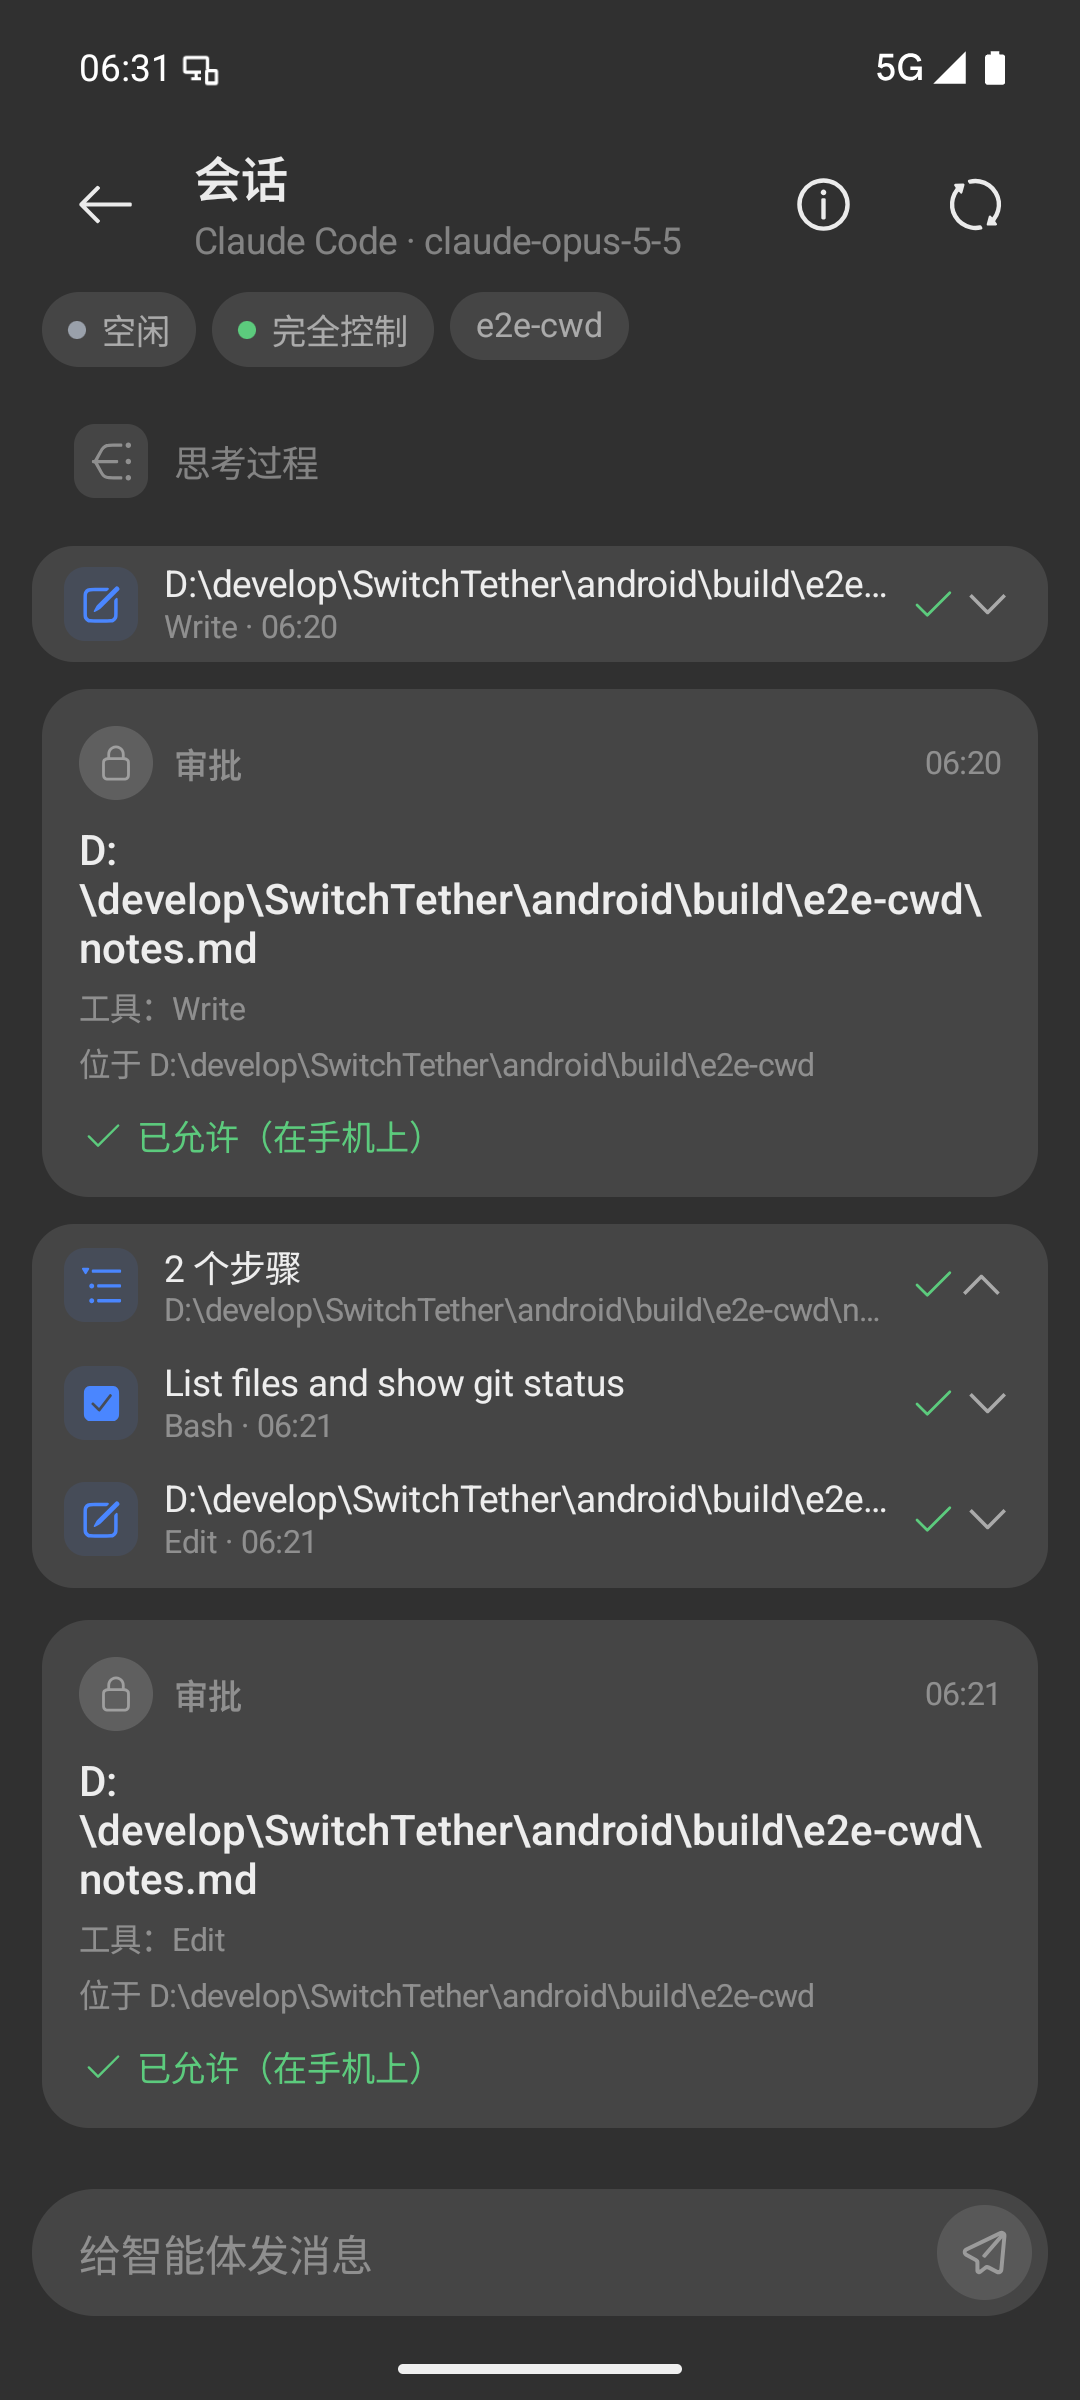 06:31
5G
会话
Claude Code · claude-opus-5-5
空闲
完全控制
e2e-cwd
思考过程
D:\develop\SwitchTether\android\build\e2e...
Write · 06:20
审批
06:20
D:
\develop\SwitchTether\android\build\e2e-cwd\
notes.md
工具：Write
位于 D:\develop\SwitchTether\android\build\e2e-cwd
已允许（在手机上）
2 个步骤
D:\develop\SwitchTether\android\build\e2e-cwd\n...
List files and show git status
Bash · 06:21
D:\develop\SwitchTether\android\build\e2e...
Edit · 06:21
审批
06:21
D:
\develop\SwitchTether\android\build\e2e-cwd\
notes.md
工具：Edit
位于 D:\develop\SwitchTether\android\build\e2e-cwd
已允许（在手机上）
给智能体发消息